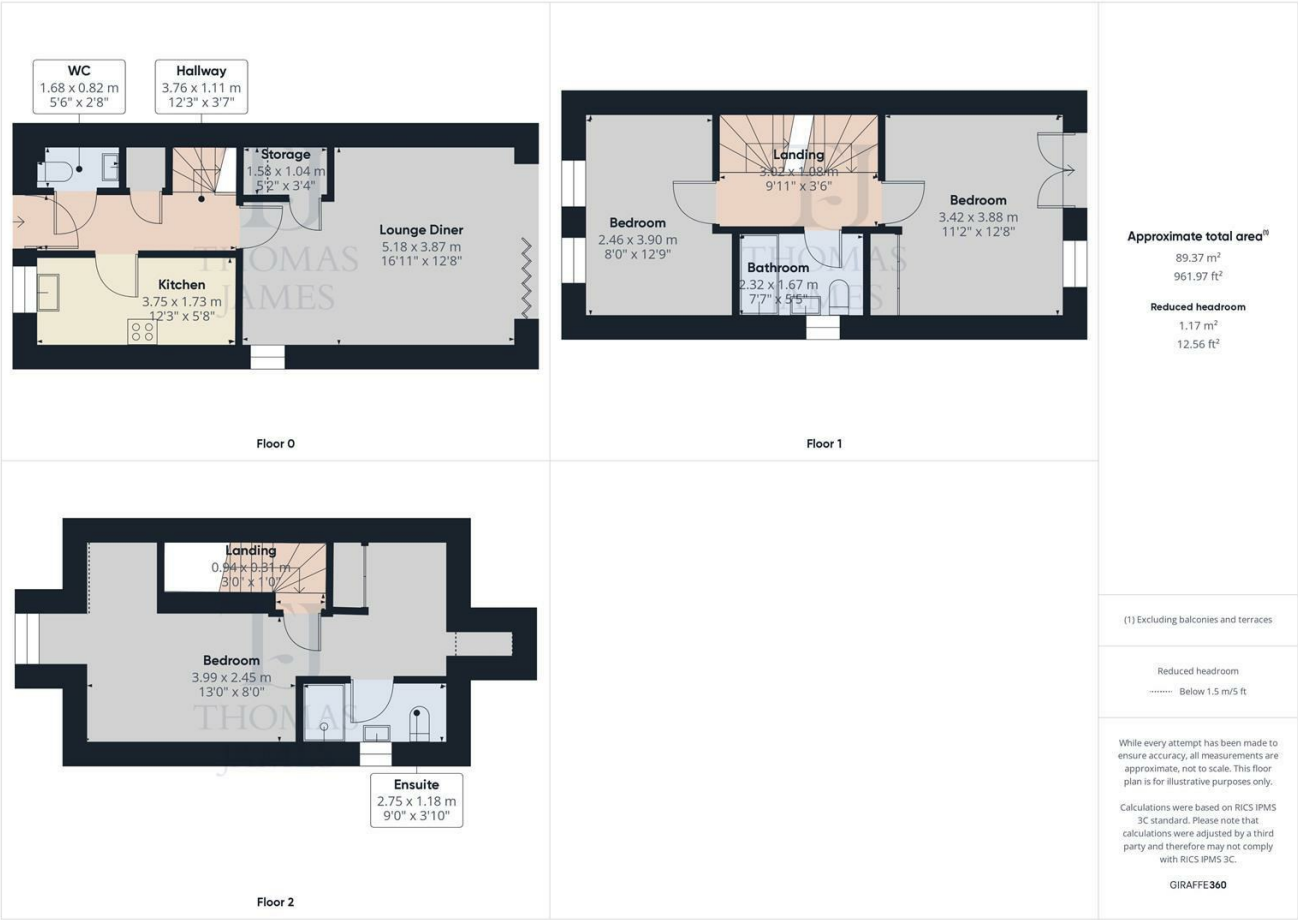 WC
1.68 x 0.82 m
5'6" x 2'8"
Hallway
3.76 x 1.11 m
12'3" x 3'7"
Storage
1.58 x 1.04 m
5'2" x 3'4"
Lounge Diner
5.18 x 3.87 m
16'11" x 12'8"
Kitchen
3.75 x 1.73 m
12'3" x 5'8"
THOMAS
JAMES
Floor 0
Landing
3.02 x 1.08 m
9'11" x 3'6"
Bedroom
2.46 x 3.90 m
8'0" x 12'9"
Bedroom
3.42 x 3.88 m
11'2" x 12'8"
Bathroom
2.32 x 1.67 m
7'7" x 5'5"
THOMAS
JAMES
Floor 1
Landing
0.94 x 0.31 m
3'0" x 1'0"
Bedroom
3.99 x 2.45 m
13'0" x 8'0"
THOMAS
JAMES
Ensuite
2.75 x 1.18 m
9'0" x 3'10"
Floor 2
Approximate total area(1)
89.37 m²
961.97 ft²
Reduced headroom
1.17 m²
12.56 ft²
(1) Excluding balconies and terraces
Reduced headroom
Below 1.5 m/5 ft
While every attempt has been made to
ensure accuracy, all measurements are
approximate, not to scale. This floor
plan is for illustrative purposes only.
Calculations were based on RICS IPMS
3C standard. Please note that
calculations were adjusted by a third
party and therefore may not comply
with RICS IPMS 3C.
GIRAFFE360